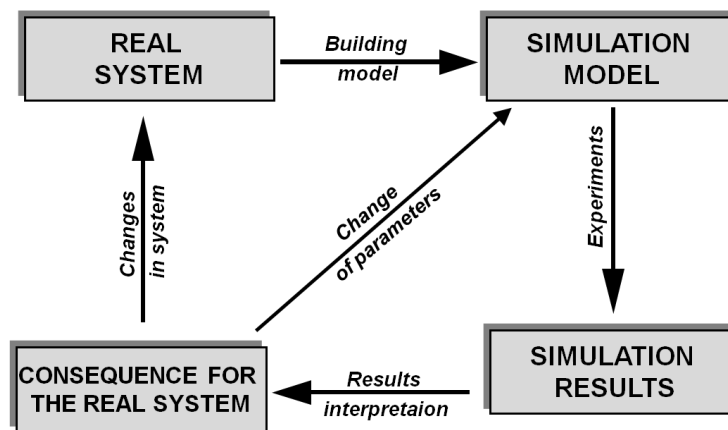 REAL
SYSTEM
Building
model
SIMULATION
MODEL
Changes
in system
Change
of parameters
Experiments
CONSEQUENCE FOR
THE REAL SYSTEM
Results
interpretaion
SIMULATION
RESULTS